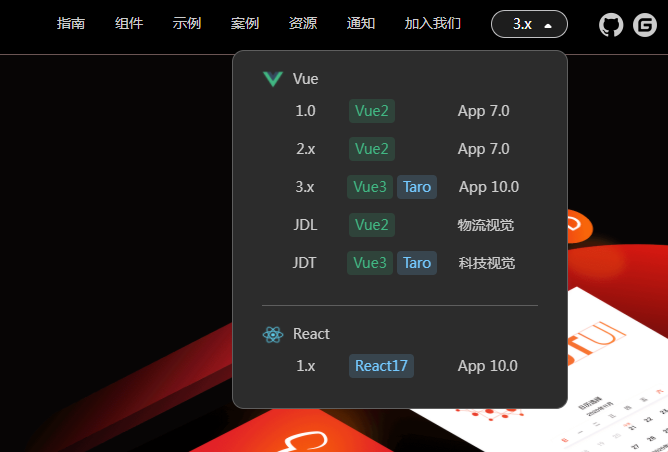 指南 组件 示例 案例 资源 通知 加入我们 3.x
Vue
1.0 Vue2 App 7.0
2.x Vue2 App 7.0
3.x Vue3 Taro App 10.0
JDL Vue2 物流视觉
JDT Vue3 Taro 科技视觉
React
1.x React17 App 10.0
TUI